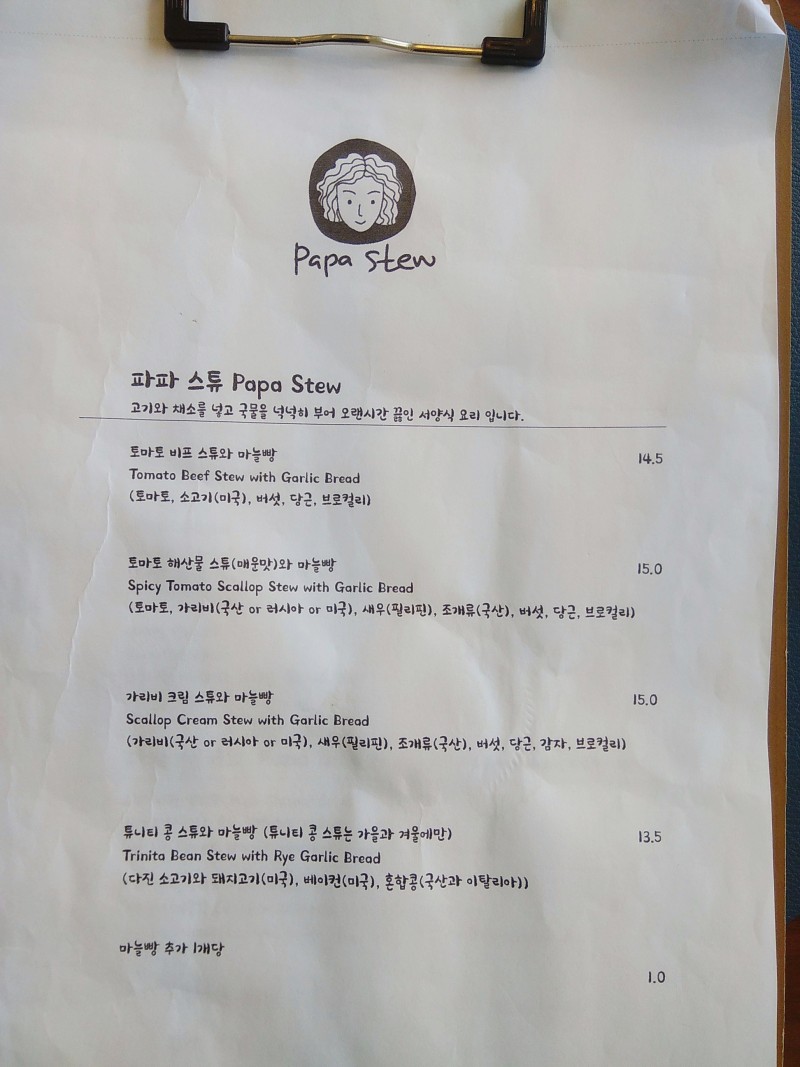 Papa Stew
파파 스튜 Papa Stew
고기와 채소를 넣고 국물을 넉넉히 부어 오랜시간 끓인 서양식 요리 입니다.
토마토 비프 스튜와 마늘빵 14.5
Tomato Beef Stew with Garlic Bread
(토마토, 소고기(미국), 버섯, 당근, 브로컬리)
토마토 해산물 스튜(매운맛)와 마늘빵 15.0
Spicy Tomato Scallop Stew with Garlic Bread
(토마토, 가리비(국산 or 러시아 or 미국), 새우(필리핀), 조개류(국산), 버섯, 당근, 브로컬리)
가리비 크림 스튜와 마늘빵 15.0
Scallop Cream Stew with Garlic Bread
(가리비(국산 or 러시아 or 미국), 새우(필리핀), 조개류(국산), 버섯, 당근, 감자, 브로컬리)
튜니티 콩 스튜와 마늘빵 (튜니티 콩 스튜는 가을과 겨울에만) 13.5
Trinita Bean Stew with Rye Garlic Bread
(다진 소고기와 돼지고기(미국), 베이컨(미국), 혼합콩(국산과 이탈리아))
마늘빵 추가 1개당
1.0